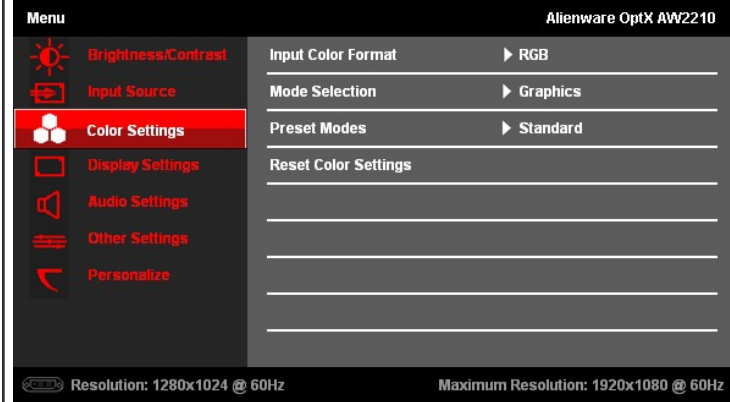 Menu Alienware OptX AW2210
Brightness/Contrast Input Color Format RGB
Input Source Mode Selection Graphics
Color Settings Preset Modes Standard
Display Settings Reset Color Settings
Audio Settings
Other Settings
Personalize
Resolution: 1280x1024 @ 60Hz Maximum Resolution: 1920x1080 @ 60Hz